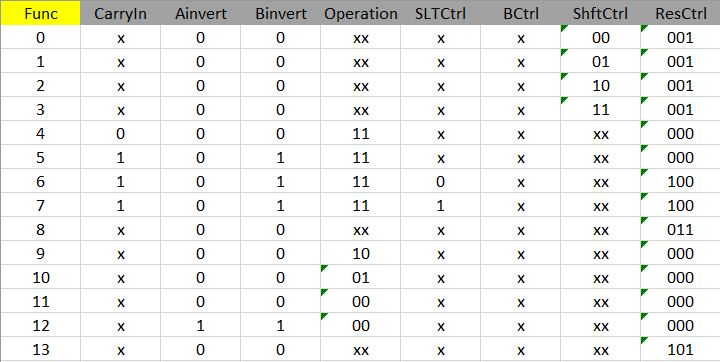 Func CarryIn Ainvert Binvert Operation SLTCtrl BCtrl ShftCtrl ResCtrl
0 x 0 0 xx x x 00 001
1 x 0 0 xx x x 01 001
2 x 0 0 xx x x 10 001
3 x 0 0 xx x x 11 001
4 0 0 0 11 x x xx 000
5 1 0 1 11 x x xx 000
6 1 0 1 11 0 x xx 100
7 1 0 1 11 1 x xx 100
8 x 0 0 xx x x xx 011
9 x 0 0 10 x x xx 000
10 x 0 0 01 x x xx 000
11 x 0 0 00 x x xx 000
12 x 1 1 00 x x xx 000
13 x 0 0 xx x x xx 101